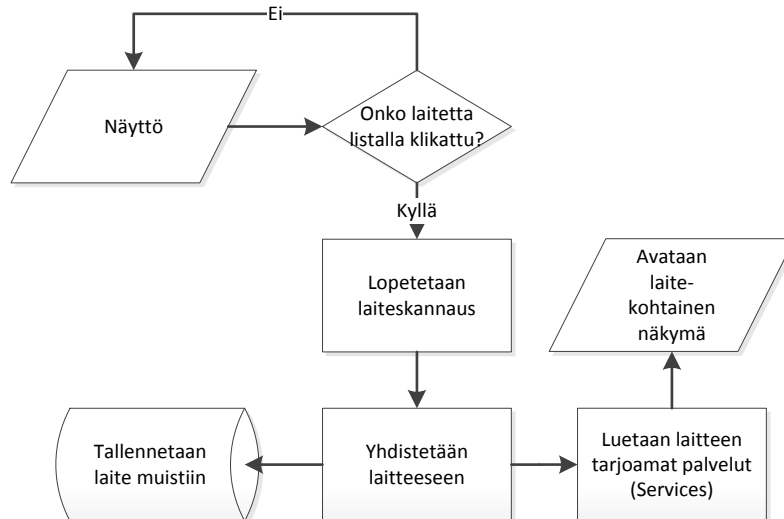 Ei
Näyttö
Onko laitetta
listalla klikattu?
Kyllä
Lopetetaan
laiteskannaus
Avataan
laite-
kohtainen
näkymä
Tallennetaan
laite muistiin
Yhdistetään
laitteeseen
Luetaan laitteen
tarjoamat palvelut
(Services)